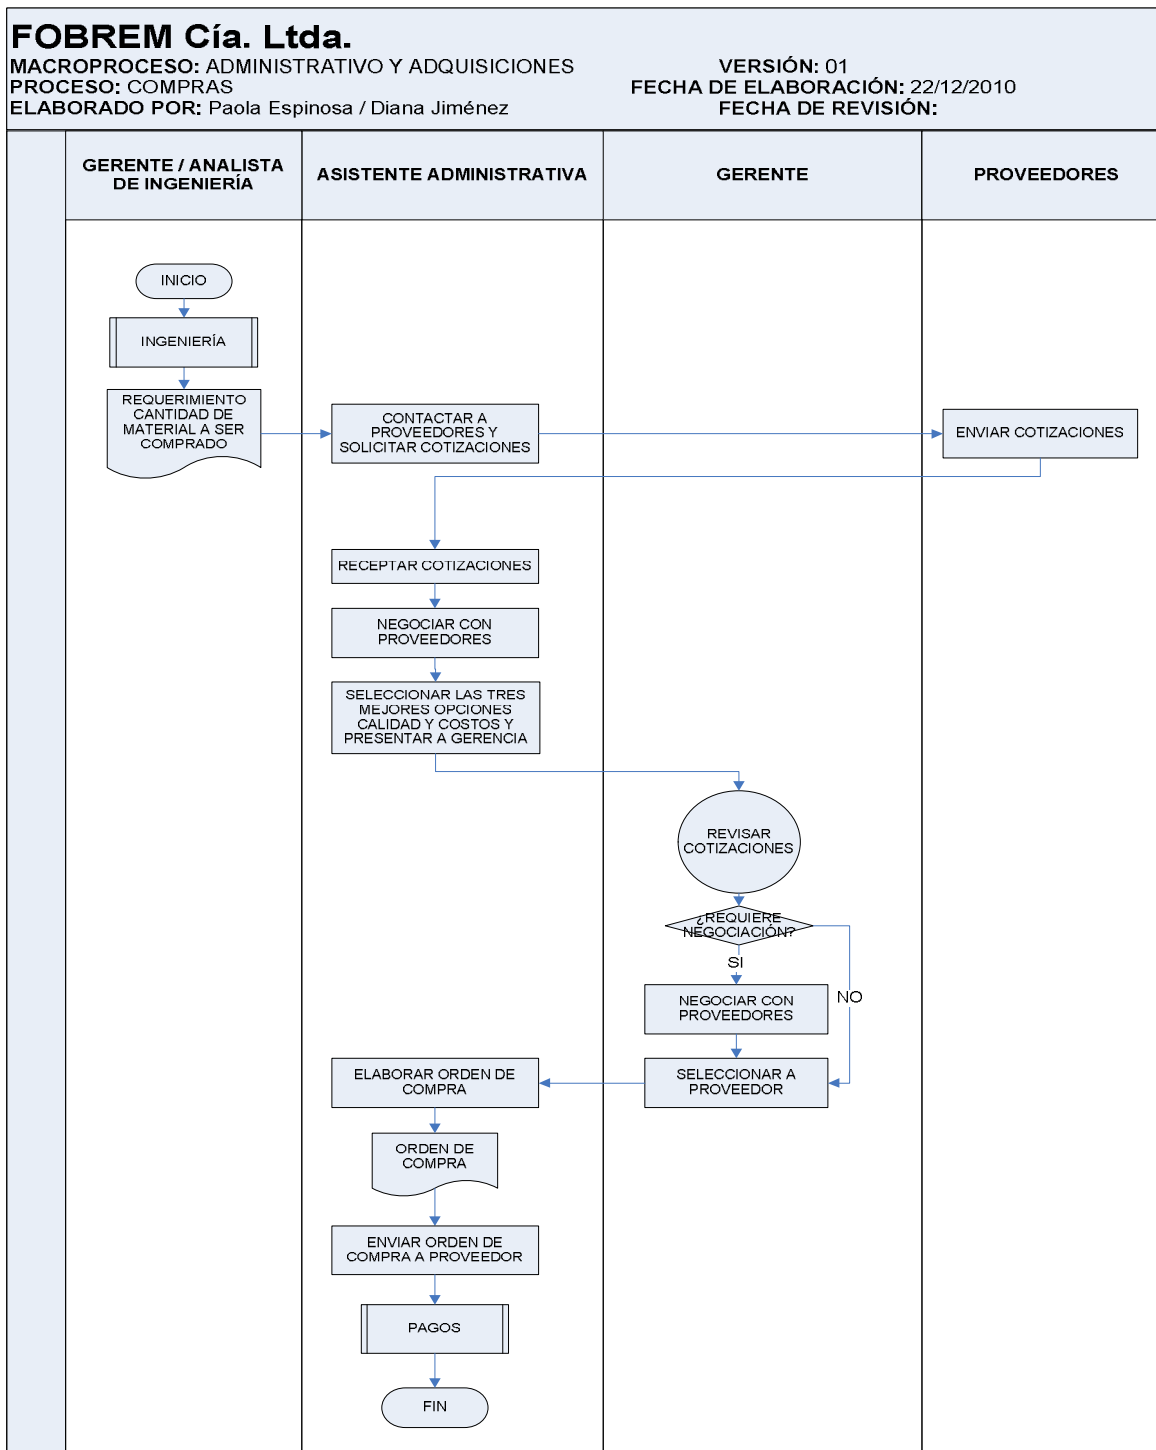 FOBREM Cía. Ltda.
MACROPROCESO: ADMINISTRATIVO Y ADQUISICIONES
VERSIÓN: 01
PROCESO: COMPRAS
FECHA DE ELABORACIÓN: 22/12/2010
ELABORADO POR: Paola Espinosa / Diana Jiménez
FECHA DE REVISIÓN:
GERENTE / ANALISTA
DE INGENIERÍA
ASISTENTE ADMINISTRATIVA
GERENTE
PROVEEDORES
INICIO
INGENIERÍA
REQUERIMIENTO
CANTIDAD DE
MATERIAL A SER
COMPRADO
CONTACTAR A
PROVEEDORES Y
SOLICITAR COTIZACIONES
ENVIAR COTIZACIONES
RECEPTAR COTIZACIONES
NEGOCIAR CON
PROVEEDORES
SELECCIONAR LAS TRES
MEJORES OPCIONES
CALIDAD Y COSTOS Y
PRESENTAR A GERENCIA
REVISAR
COTIZACIONES
¿REQUIERE
NEGOCIACIÓN?
SI
NO
NEGOCIAR CON
PROVEEDORES
SELECCIONAR A
PROVEEDOR
ELABORAR ORDEN DE
COMPRA
ORDEN DE
COMPRA
ENVIAR ORDEN DE
COMPRA A PROVEEDOR
PAGOS
FIN